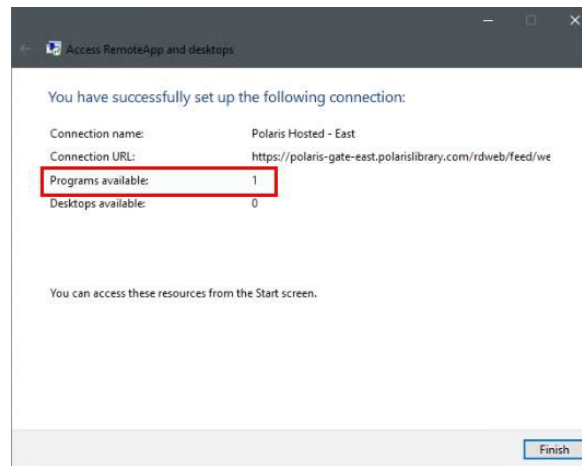 Access RemoteApp and desktops
You have successfully set up the following connection:
Connection name: Polaris Hosted - East
Connection URL: https://polaris-gate-east.polarislibrary.com/rdweb/feed/we
Programs available: 1
Desktops available: 0
You can access these resources from the Start screen.
Finish